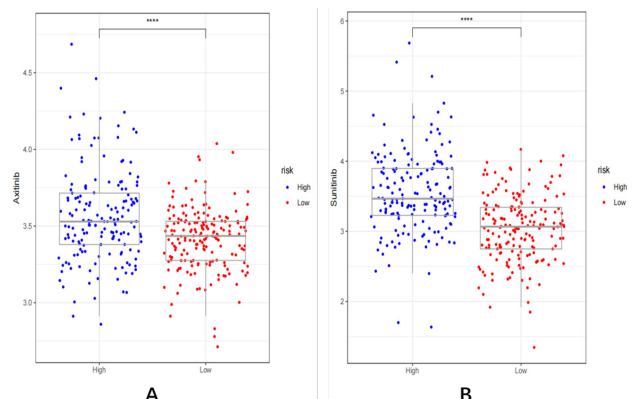 ****
Axitinib
4.5
4.0
3.5
3.0
High
Low
risk
High
Low
A
****
Sunitinib
6
5
4
3
2
High
Low
risk
High
Low
B